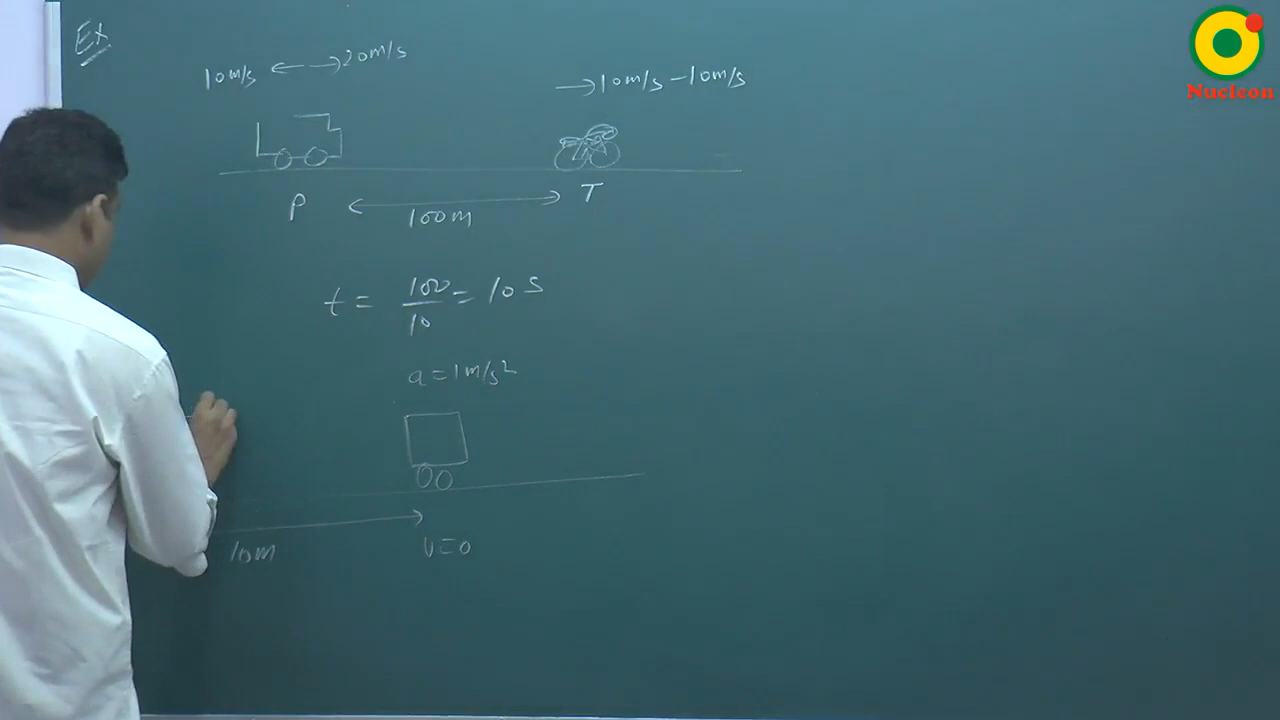 Ex
10m/s ← → 20m/s
→ 10m/s - 10m/s
P
100m
T
t = 100/10 = 10 S
a = 1 m/s²
10m
u = 0
Nucleon